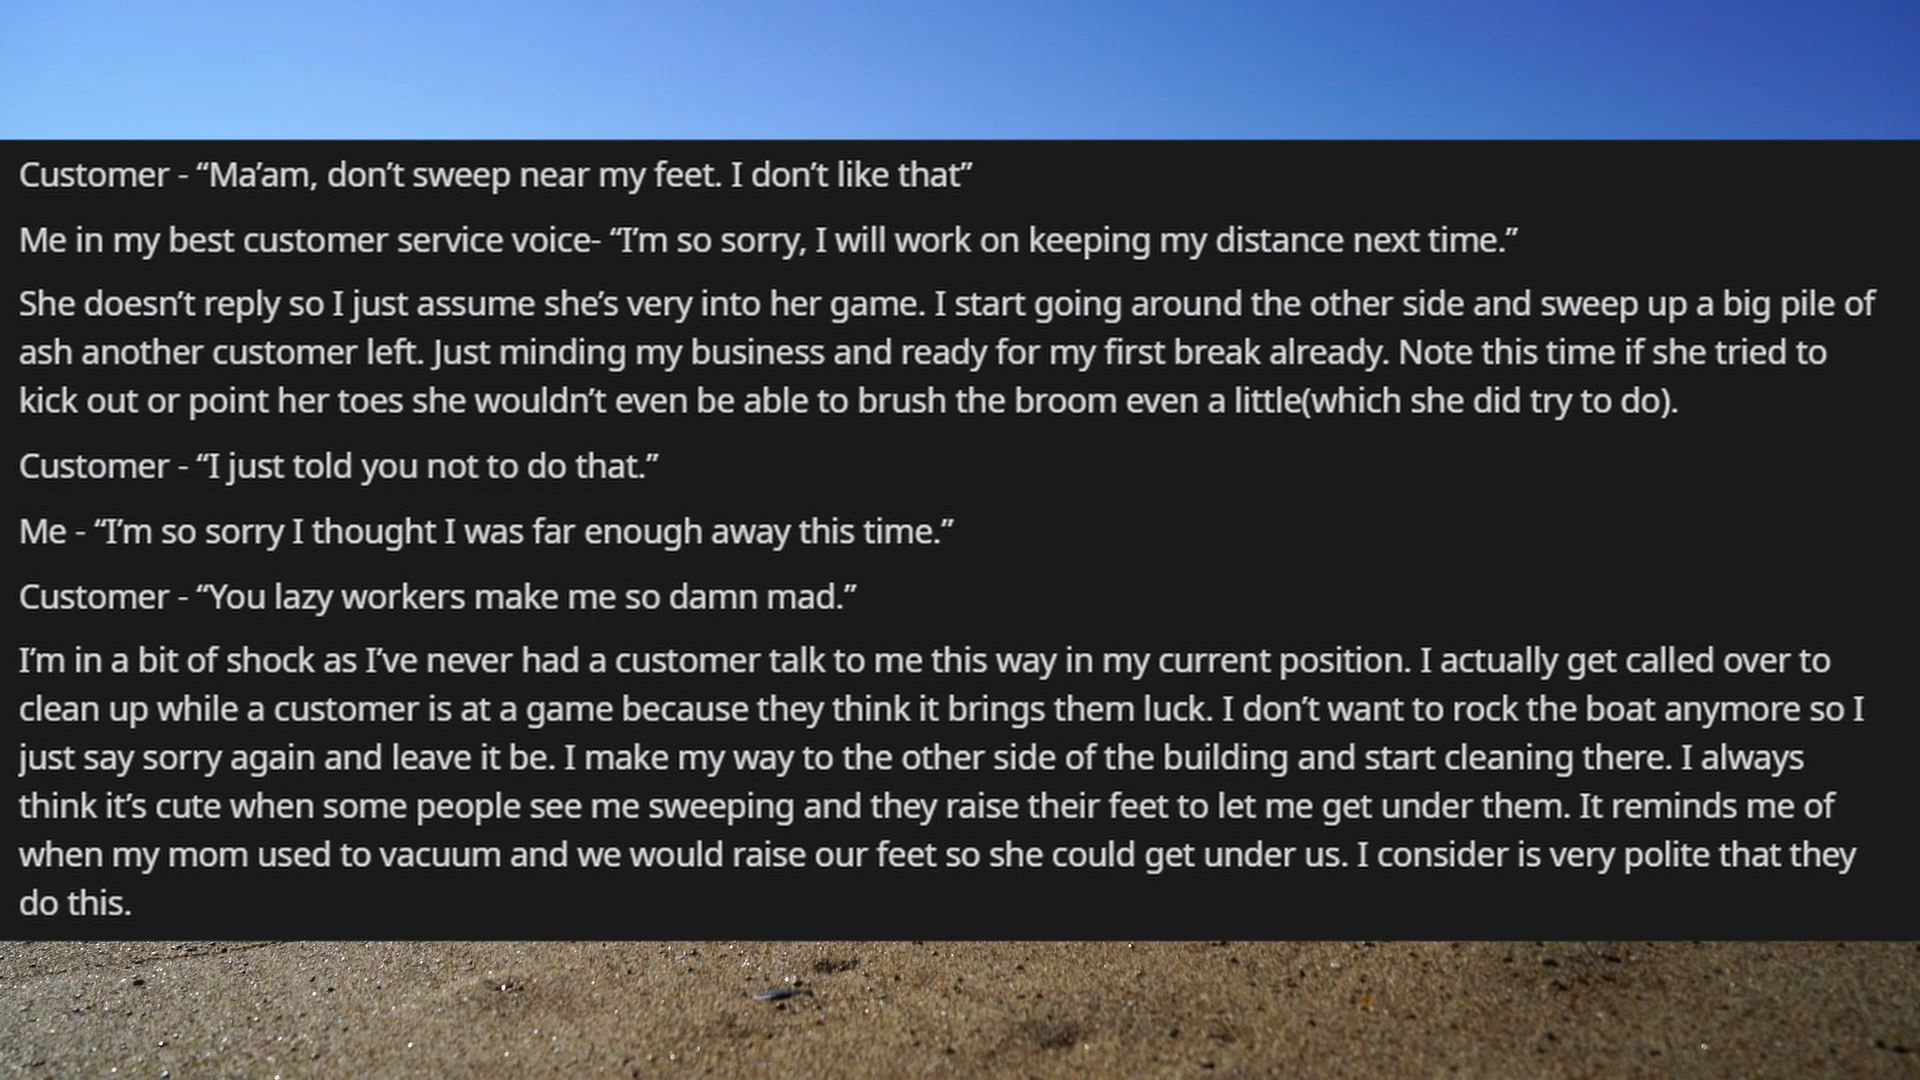 Customer - “Ma’am, don’t sweep near my feet. I don’t like that”
Me in my best customer service voice- “I’m so sorry, I will work on keeping my distance next time.”
She doesn’t reply so I just assume she’s very into her game. I start going around the other side and sweep up a big pile of
ash another customer left. Just minding my business and ready for my first break already. Note this time if she tried to
kick out or point her toes she wouldn’t even be able to brush the broom even a little(which she did try to do).
Customer - “I just told you not to do that.”
Me - “I’m so sorry I thought I was far enough away this time.”
Customer - “You lazy workers make me so damn mad.”
I’m in a bit of shock as I’ve never had a customer talk to me this way in my current position. I actually get called over to
clean up while a customer is at a game because they think it brings them luck. I don’t want to rock the boat anymore so I
just say sorry again and leave it be. I make my way to the other side of the building and start cleaning there. I always
think it’s cute when some people see me sweeping and they raise their feet to let me get under them. It reminds me of
when my mom used to vacuum and we would raise our feet so she could get under us. I consider is very polite that they
do this.